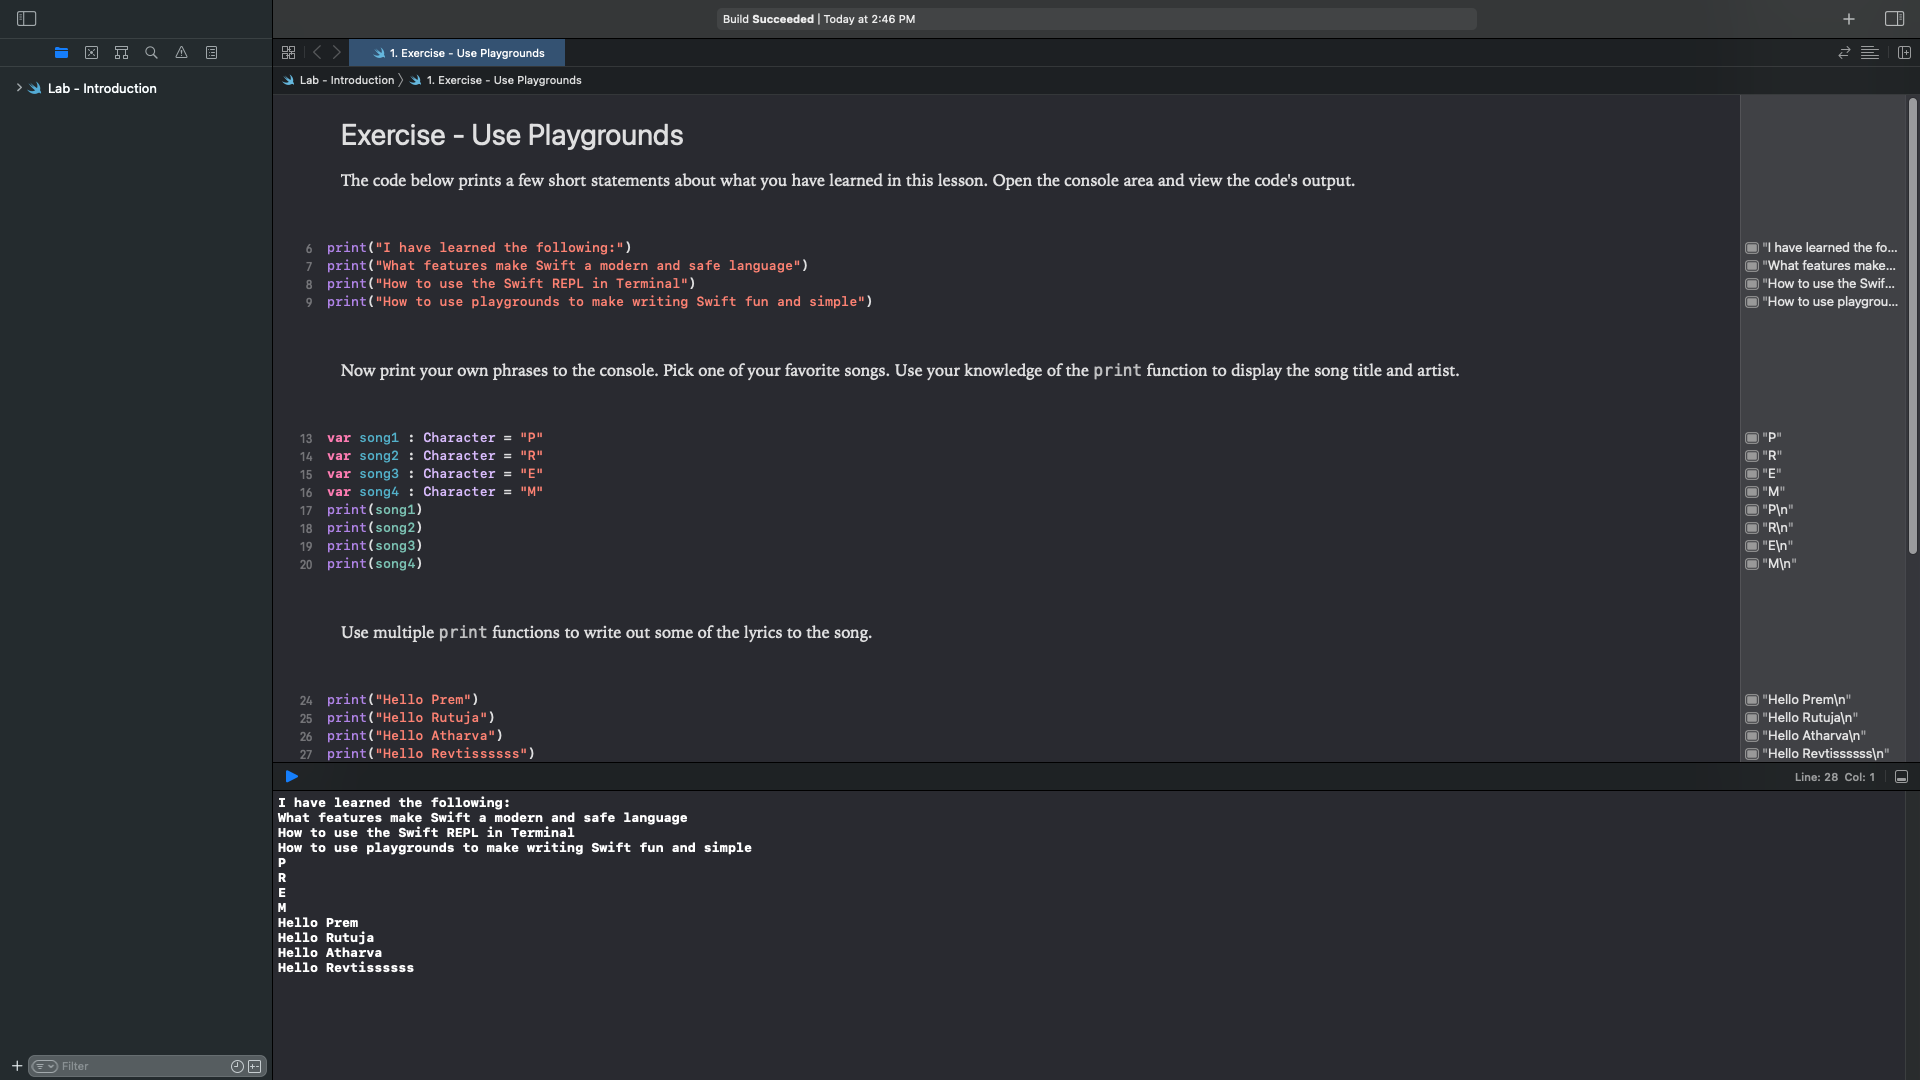 Build Succeeded | Today at 2:46 PM
1. Exercise - Use Playgrounds
Lab - Introduction 〉 1. Exercise - Use Playgrounds
Lab - Introduction
Exercise - Use Playgrounds
The code below prints a few short statements about what you have learned in this lesson. Open the console area and view the code's output.
6 print("I have learned the following:")
7 print("What features make Swift a modern and safe language")
8 print("How to use the Swift REPL in Terminal")
9 print("How to use playgrounds to make writing Swift fun and simple")
"I have learned the fo...
"What features make...
"How to use the Swif...
"How to use playgrou...
Now print your own phrases to the console. Pick one of your favorite songs. Use your knowledge of the print function to display the song title and artist.
13 var song1 : Character = "P"
14 var song2 : Character = "R"
15 var song3 : Character = "E"
16 var song4 : Character = "M"
17 print(song1)
18 print(song2)
19 print(song3)
20 print(song4)
"P"
"R"
"E"
"M"
"P\n"
"R\n"
"E\n"
"M\n"
Use multiple print functions to write out some of the lyrics to the song.
24 print("Hello Prem")
25 print("Hello Rutuja")
26 print("Hello Atharva")
27 print("Hello Revtissssss")
"Hello Prem\n"
"Hello Rutuja\n"
"Hello Atharva\n"
"Hello Revtissssss\n"
Line: 28 Col: 1
I have learned the following:
What features make Swift a modern and safe language
How to use the Swift REPL in Terminal
How to use playgrounds to make writing Swift fun and simple
P
R
E
M
Hello Prem
Hello Rutuja
Hello Atharva
Hello Revtissssss
Filter